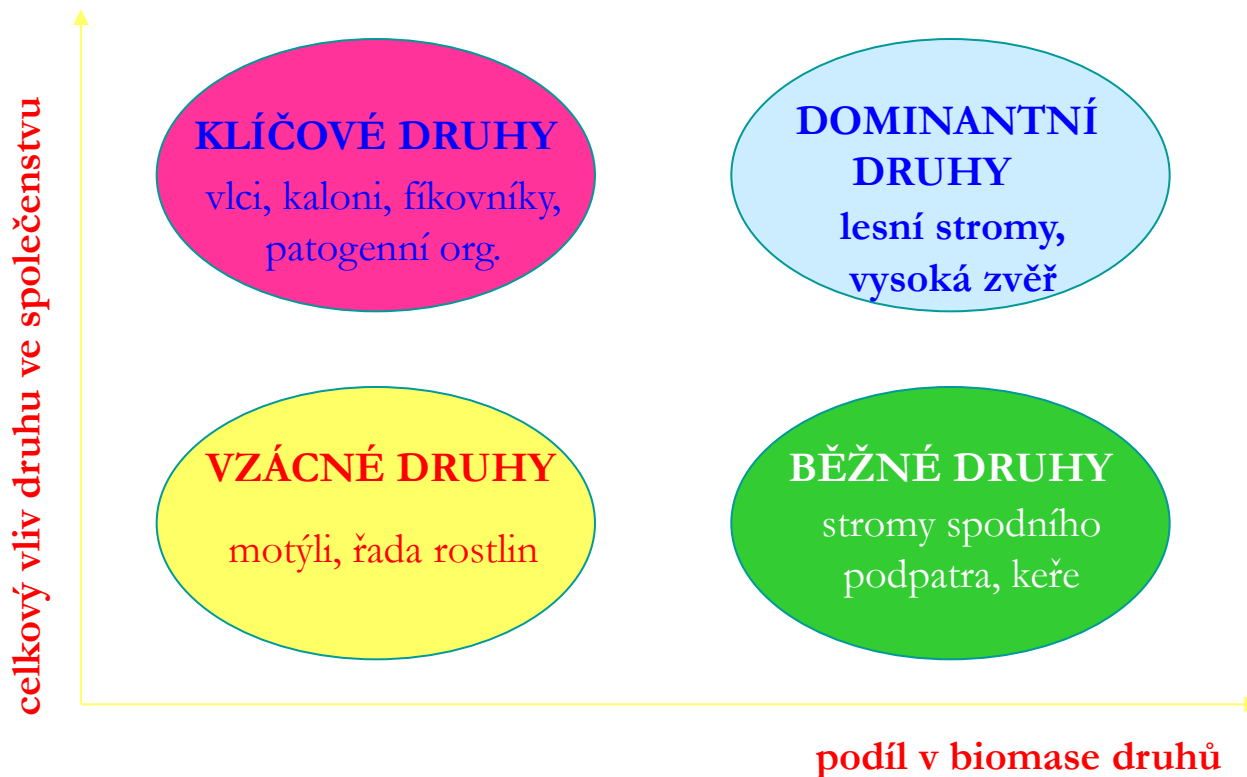 celkový vliv druhu ve společenstvu
KLÍČOVÉ DRUHY
vlci, kaloni, fíkovníky,
patogenní org.
DOMINANTNÍ
DRUHY
lesní stromy,
vysoká zvěř
VZÁCNÉ DRUHY
motýli, řada rostlin
BĚŽNÉ DRUHY
stromy spodního
podpatra, keře
podíl v biomase druhů